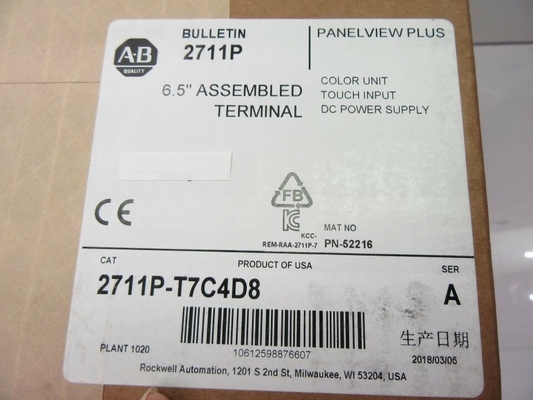 A-B
QUALITY
BULLETIN
2711P
PANELVIEW PLUS
6.5" ASSEMBLED
TERMINAL
COLOR UNIT
TOUCH INPUT
DC POWER SUPPLY
CE
FB
KC
KCC-
REM-RAA-2711P-7
MAT NO
PN-52216
CAT
PRODUCT OF USA
SER
2711P-T7C4D8
A
生产日期
PLANT 1020
10612598876607
2018/03/06
Rockwell Automation, 1201 S 2nd St, Milwaukee, WI 53204, USA